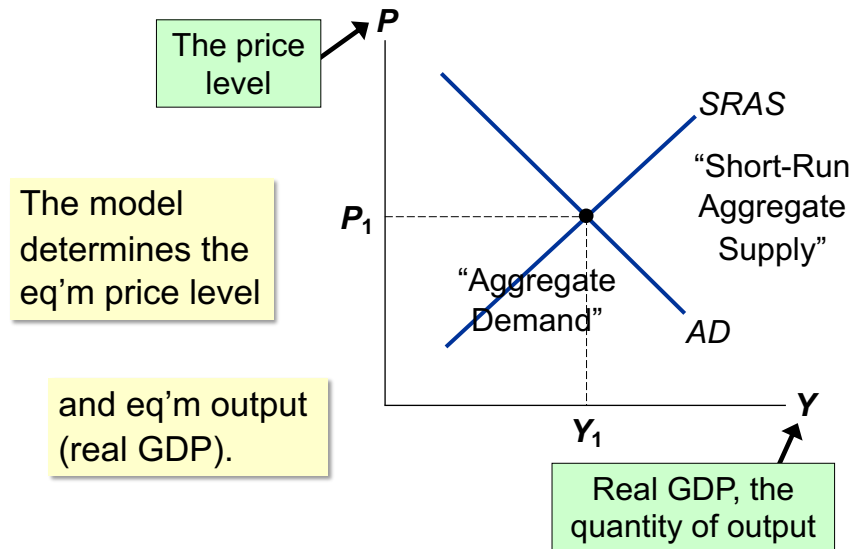 The price
level
P
SRAS
“Short-Run
Aggregate
Supply”
The model
determines the
eq’m price level
P1
“Aggregate
Demand”
AD
and eq’m output
(real GDP).
Y
Y1
Real GDP, the
quantity of output